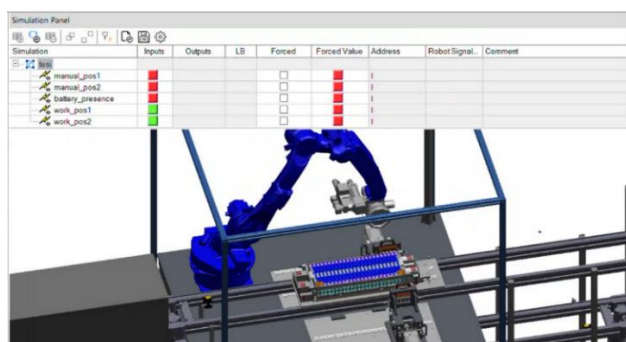 Simulation Panel
Simulation Inputs Outputs LB Forced Forced Value Address Robot Signal... Comment
manual_pos1 I
manual_pos2 I
battery_presence I
work_pos1 I
work_pos2 I